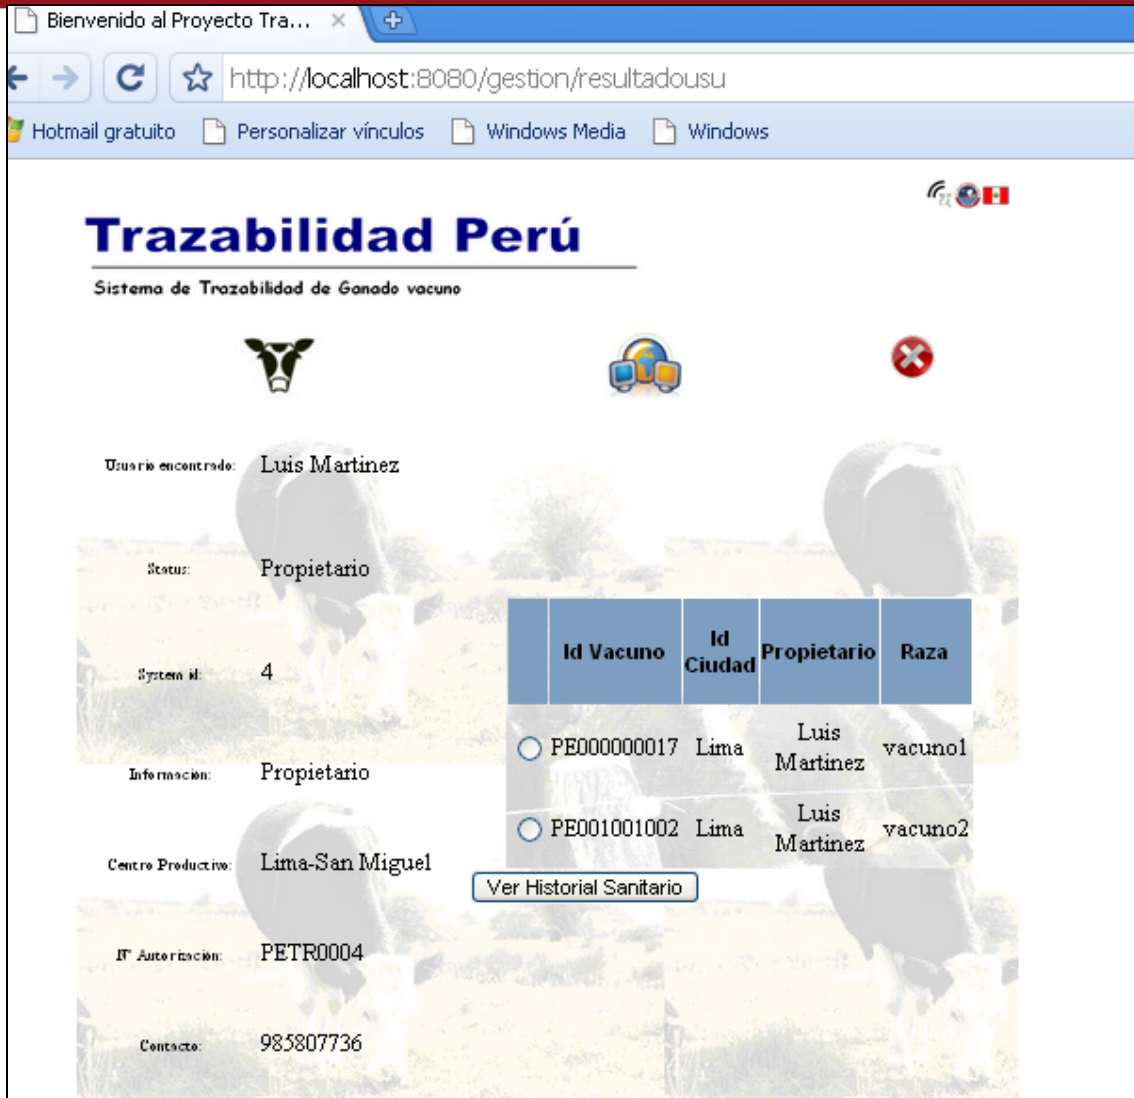 Bienvenido al Proyecto Tra...
http://localhost:8080/gestion/resultadousu
Hotmail gratuito Personalizar vínculos Windows Media Windows
Trazabilidad Perú
Sistema de Trazabilidad de Ganado vacuno
Usuario encontrado: Luis Martinez
Status: Propietario
System id: 4
Información: Propietario
Centro Productivo: Lima-San Miguel
Nº Autorización: PETR0004
Contacto: 985807736
Id Vacuno Id Ciudad Propietario Raza
PE000000017 Lima Luis Martinez vacuno1
PE001001002 Lima Luis Martinez vacuno2
Ver Historial Sanitario